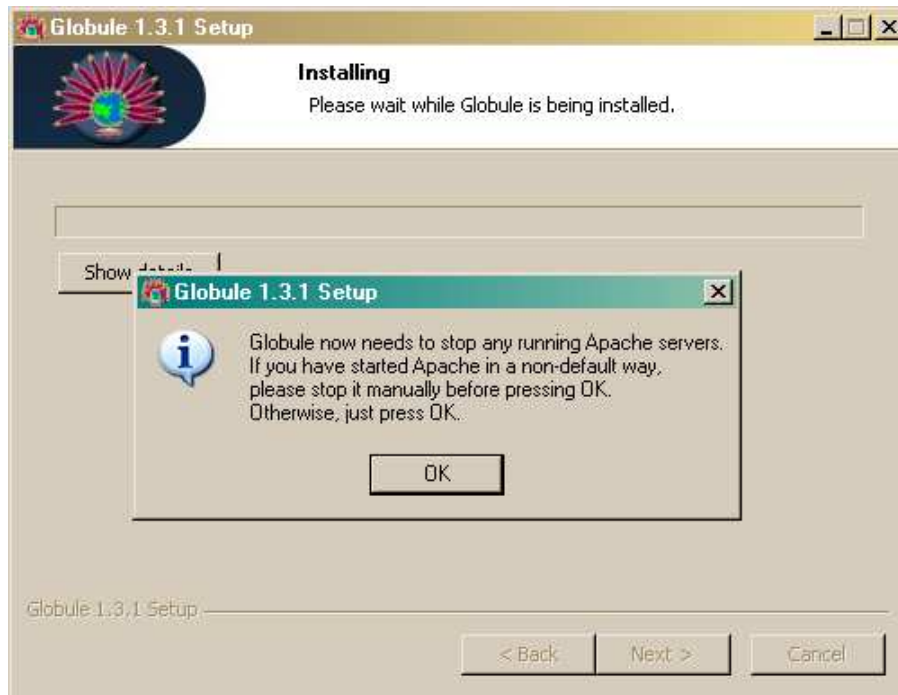 Globule 1.3.1 Setup
Installing
Please wait while Globule is being installed.
Show details
Globule 1.3.1 Setup
Globule now needs to stop any running Apache servers.
If you have started Apache in a non-default way,
please stop it manually before pressing OK.
Otherwise, just press OK.
OK
Globule 1.3.1 Setup
< Back
Next >
Cancel